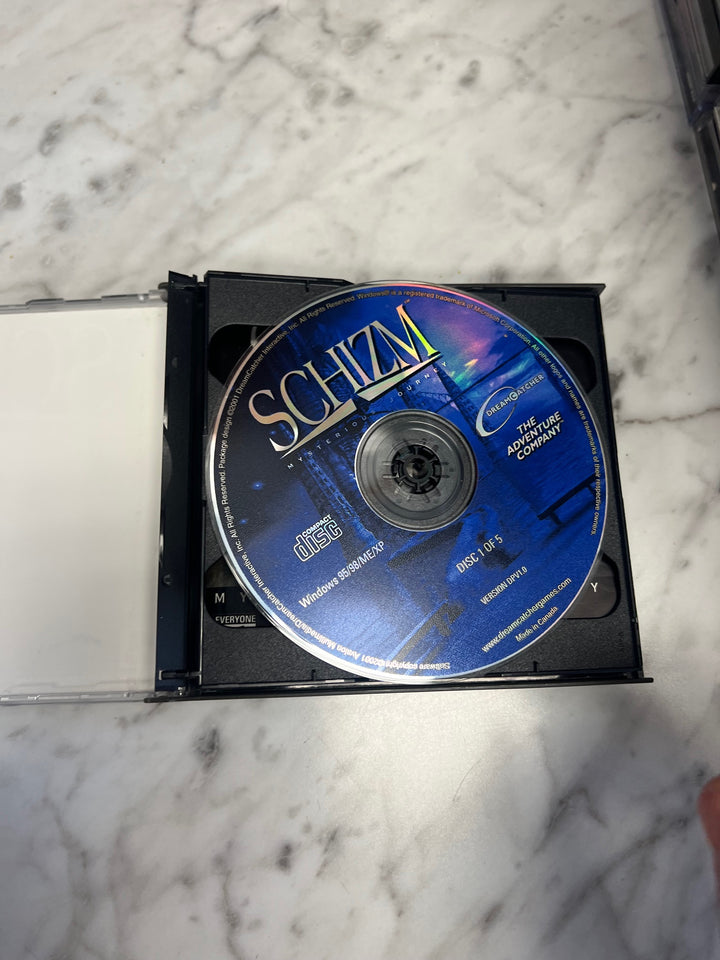 SCHIZM
MYSTERIOUS JOURNEY
DREAMCATCHER
THE
ADVENTURE
COMPANY
COMPACT
disc
Windows 95/98/ME/XP
DISC 1 OF 5
VERSION: DPV1.0
www.dreamcatchergames.com
Made in Canada
Software copyright ©2001 Avalon Multimedia/DreamCatcher Interactive, Inc. All Rights Reserved. Package design ©2001 DreamCatcher Interactive, Inc. All Rights Reserved. Windows® is a registered trademark of Microsoft Corporation. All other logos and names are trademarks of their respective owners.
M Y
EVERYONE
Y